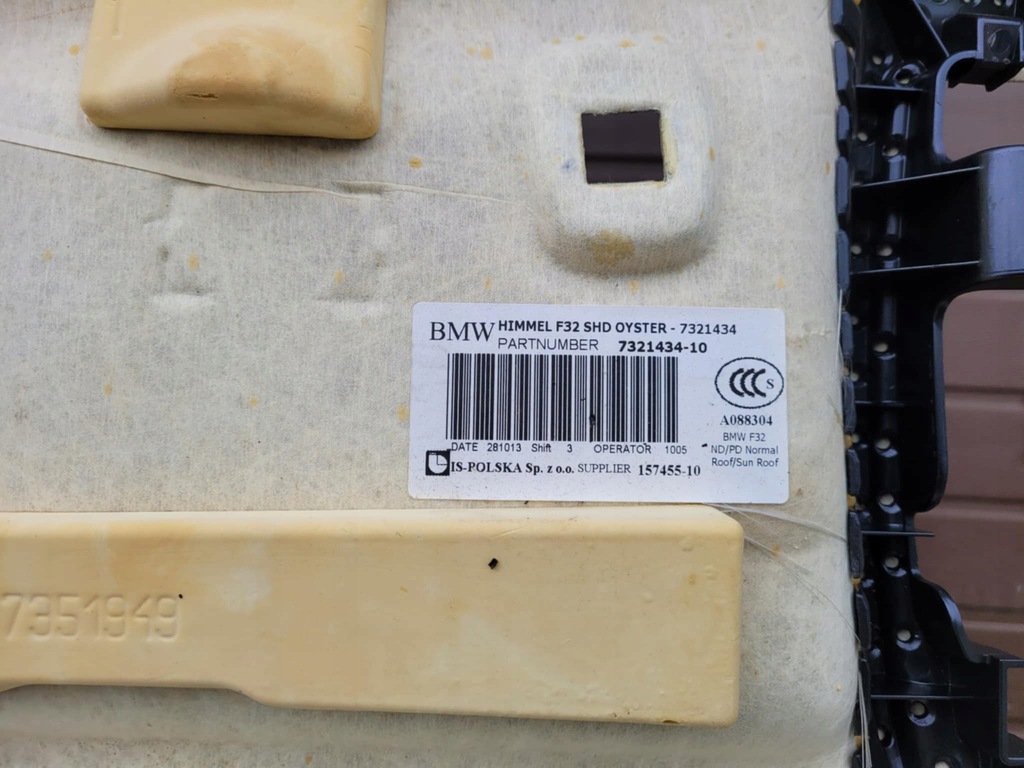 BMW HIMMEL F32 SHD OYSTER - 7321434
PARTNUMBER 7321434-10
CCC S
A088304
BMW F32
ND/PD Normal
Roof/Sun Roof
DATE 281013 Shift 3 OPERATOR 1005
IS-POLSKA Sp. z o.o. SUPPLIER 157455-10
7351949